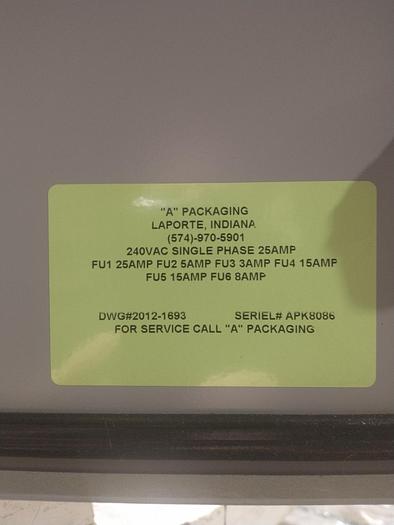 "A" PACKAGING
LAPORTE, INDIANA
(574)-970-5901
240VAC SINGLE PHASE 25AMP
FU1 25AMP FU2 5AMP FU3 3AMP FU4 15AMP
FU5 15AMP FU6 8AMP
DWG#2012-1693 SERIEL# APK8086
FOR SERVICE CALL "A" PACKAGING